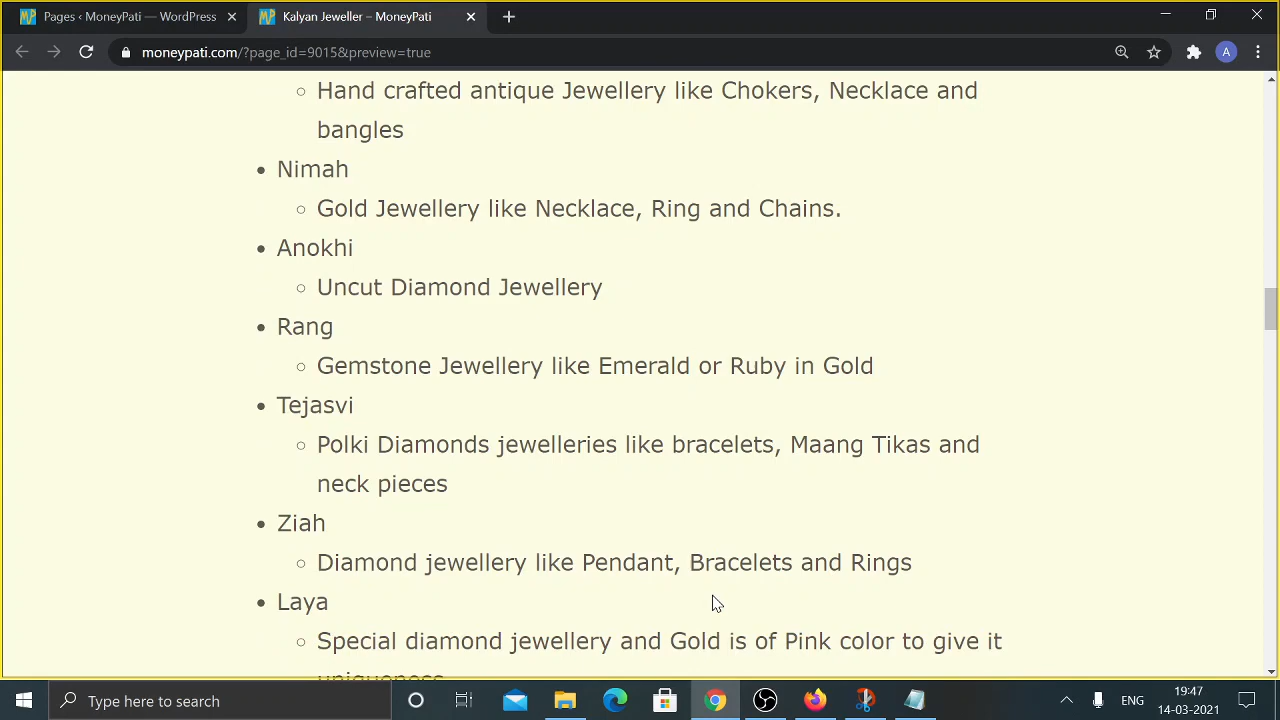 Pages ‹ MoneyPati — WordPress
Kalyan Jeweller – MoneyPati
moneypati.com/?page_id=9015&preview=true
A
Hand crafted antique Jewellery like Chokers, Necklace and
bangles
Nimah
Gold Jewellery like Necklace, Ring and Chains.
Anokhi
Uncut Diamond Jewellery
Rang
Gemstone Jewellery like Emerald or Ruby in Gold
Tejasvi
Polki Diamonds jewelleries like bracelets, Maang Tikas and
neck pieces
Ziah
Diamond jewellery like Pendant, Bracelets and Rings
Laya
Special diamond jewellery and Gold is of Pink color to give it
uniqueness
Type here to search
ENG
19:47
14-03-2021